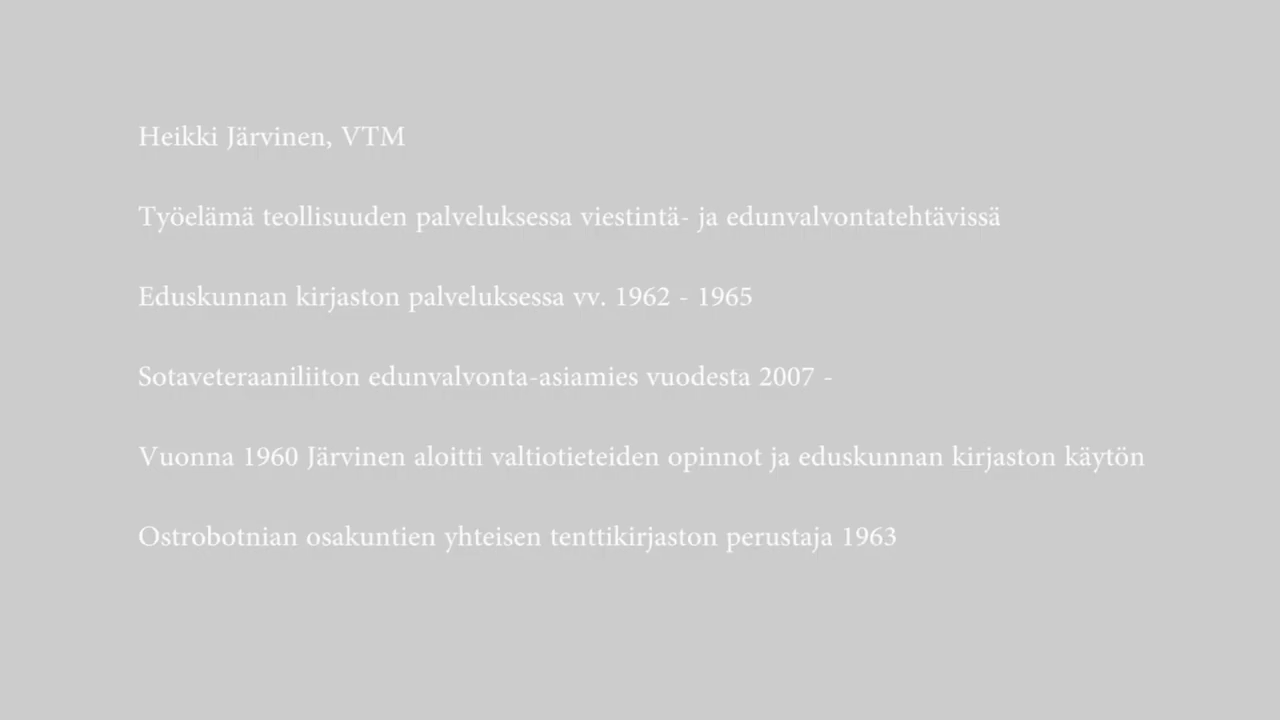 Heikki Järvinen, VTM
Työelämä teollisuuden palveluksessa viestintä- ja edunvalvontatehtävissä
Eduskunnan kirjaston palveluksessa vv. 1962 - 1965
Sotaveteraaniliiton edunvalvonta-asiamies vuodesta 2007 -
Vuonna 1960 Järvinen aloitti valtiotieteiden opinnot ja eduskunnan kirjaston käytön
Ostrobotnian osakuntien yhteisen tenttikirjaston perustaja 1963